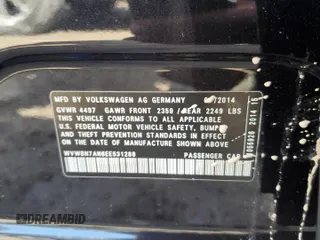 MFD BY VOLKSWAGEN AG GERMANY /2014
GVWR 4497 GAWR FRONT 2359 / REAR 2249 LBS
THIS VEHICLE CONFORMS TO ALL APPLICABLE
U.S. FEDERAL MOTOR VEHICLE SAFETY, BUMPER
AND THEFT PREVENTION STANDARDS IN EFFECT
ON THE DATE OF MANUFACTURE SHOWN ABOVE
PASSENGER CAR
2014
DREAMBID